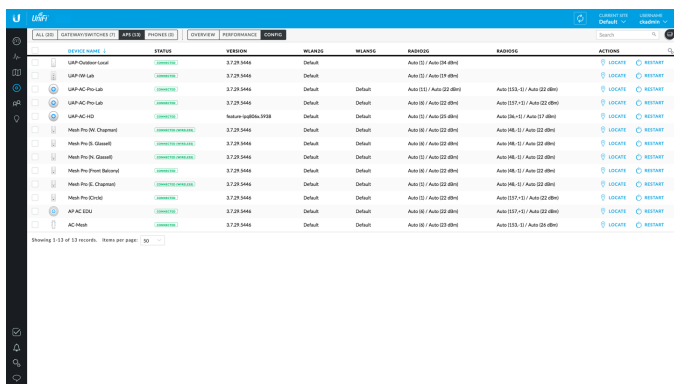 U UniFi CURRENT SITE USERNAME
Default ckadmin
ALL (20) GATEWAY/SWITCHES (7) APS (13) PHONES (0) OVERVIEW PERFORMANCE CONFIG Search
DEVICE NAME ↓ STATUS VERSION WLAN2G WLAN5G RADIO2G RADIO5G ACTIONS
UAP-Outdoor-Local CONNECTED 3.7.29.5446 Default Auto (1) / Auto (34 dBm) LOCATE RESTART
UAP-IW-Lab CONNECTED 3.7.29.5446 Default Auto (1) / Auto (19 dBm) LOCATE RESTART
UAP-AC-Pro-Lab CONNECTED 3.7.29.5446 Default Default Auto (11) / Auto (22 dBm) Auto (153,-1) / Auto (22 dBm) LOCATE RESTART
UAP-AC-Pro-Lab CONNECTED 3.7.29.5446 Default Default Auto (6) / Auto (22 dBm) Auto (157,+1) / Auto (22 dBm) LOCATE RESTART
UAP-AC-HD CONNECTED feature-ipq806x.5938 Default Default Auto (1) / Auto (25 dBm) Auto (36,+1) / Auto (17 dBm) LOCATE RESTART
Mesh Pro (W. Chapman) CONNECTED (WIRELESS) 3.7.29.5446 Default Default Auto (6) / Auto (22 dBm) Auto (48,-1) / Auto (22 dBm) LOCATE RESTART
Mesh Pro (S. Glassell) CONNECTED (WIRELESS) 3.7.29.5446 Default Default Auto (6) / Auto (22 dBm) Auto (48,-1) / Auto (22 dBm) LOCATE RESTART
Mesh Pro (N. Glassell) CONNECTED (WIRELESS) 3.7.29.5446 Default Default Auto (1) / Auto (22 dBm) Auto (48,-1) / Auto (22 dBm) LOCATE RESTART
Mesh Pro (Front Balcony) CONNECTED (WIRELESS) 3.7.29.5446 Default Default Auto (6) / Auto (22 dBm) Auto (48,-1) / Auto (22 dBm) LOCATE RESTART
Mesh Pro (E. Chapman) CONNECTED (WIRELESS) 3.7.29.5446 Default Default Auto (6) / Auto (22 dBm) Auto (48,-1) / Auto (22 dBm) LOCATE RESTART
Mesh Pro (Circle) CONNECTED 3.7.29.5446 Default Default Auto (1) / Auto (22 dBm) Auto (157,+1) / Auto (22 dBm) LOCATE RESTART
AP AC EDU CONNECTED 3.7.29.5446 Default Default Auto (6) / Auto (22 dBm) Auto (157,+1) / Auto (22 dBm) LOCATE RESTART
AC-Mesh CONNECTED 3.7.29.5446 Default Default Auto (6) / Auto (23 dBm) Auto (153,-1) / Auto (26 dBm) LOCATE RESTART
Showing 1-13 of 13 records. Items per page: 50